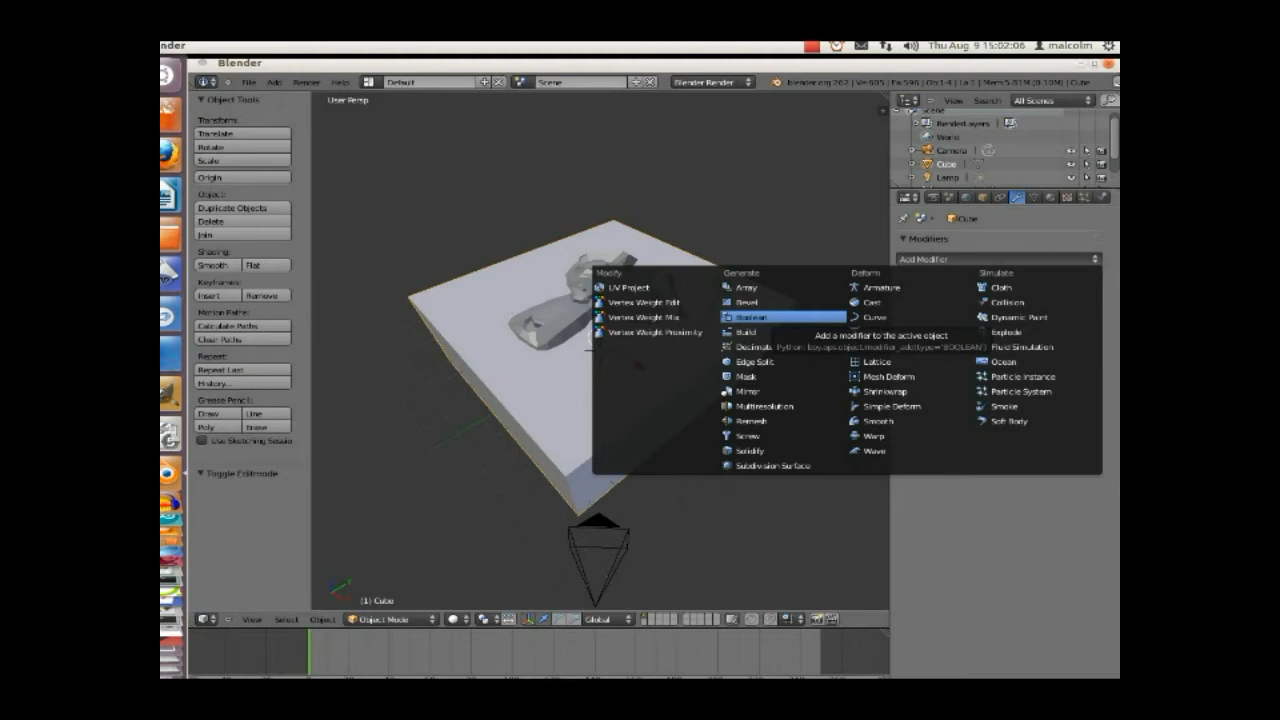 nder
Thu Aug 9 15:02:06 malcolm
Blender
File Add Render Help Default Scene Blender Render
Object Tools
User Persp
View Search All Scenes
Scene
Transform:
RenderLayers
Translate
World
Rotate
Camera
Scale
Cube
Origin
Lamp
Object:
Duplicate Objects
Delete
Join
Cube
Modifiers
Shading:
Add Modifier
Smooth Flat
Modify Generate Deform Simulate
UV Project Array Armature Cloth
Keyframes:
Insert Remove
Vertex Weight Edit Bevel Cast Collision
Motion Paths:
Vertex Weight Mix Boolean Curve Dynamic Paint
Calculate Paths
Vertex Weight Proximity Build Explode
Add a modifier to the active object
Clear Paths
Decimate Python: bpy.ops.object.modifier_add(type='BOOLEAN') Fluid Simulation
Repeat:
Edge Split Lattice Ocean
Repeat Last
Mask Mesh Deform Particle Instance
History...
Mirror Shrinkwrap Particle System
Grease Pencil:
Multiresolution Simple Deform Smoke
Draw Line
Remesh Smooth Soft Body
Poly Erase
Screw Warp
Use Sketching Sessio
Solidify Wave
Subdivision Surface
Toggle Editmode
(1) Cube
View Select Object Object Mode Global